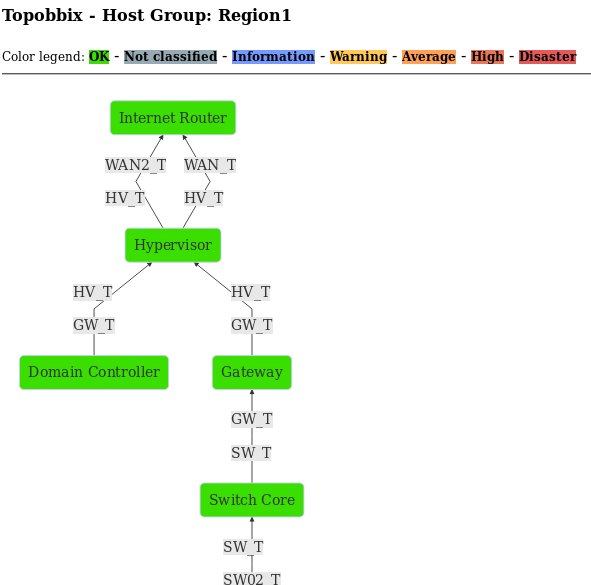 Topobbix - Host Group: Region1
Color legend: OK - Not classified - Information - Warning - Average - High - Disaster
Internet Router
WAN2_T WAN_T
HV_T HV_T
Hypervisor
HV_T HV_T
GW_T GW_T
Domain Controller Gateway
GW_T
SW_T
Switch Core
SW_T
SW02_T